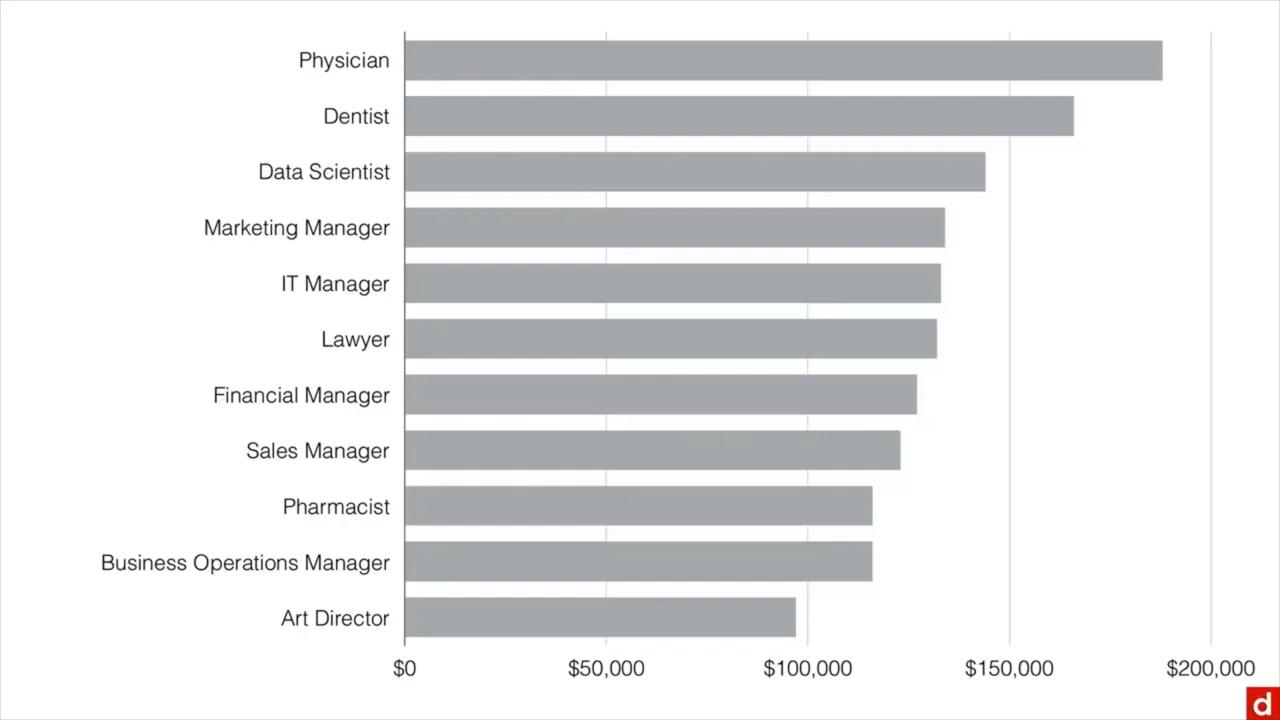 Physician
Dentist
Data Scientist
Marketing Manager
IT Manager
Lawyer
Financial Manager
Sales Manager
Pharmacist
Business Operations Manager
Art Director
$0 $50,000 $100,000 $150,000 $200,000
d